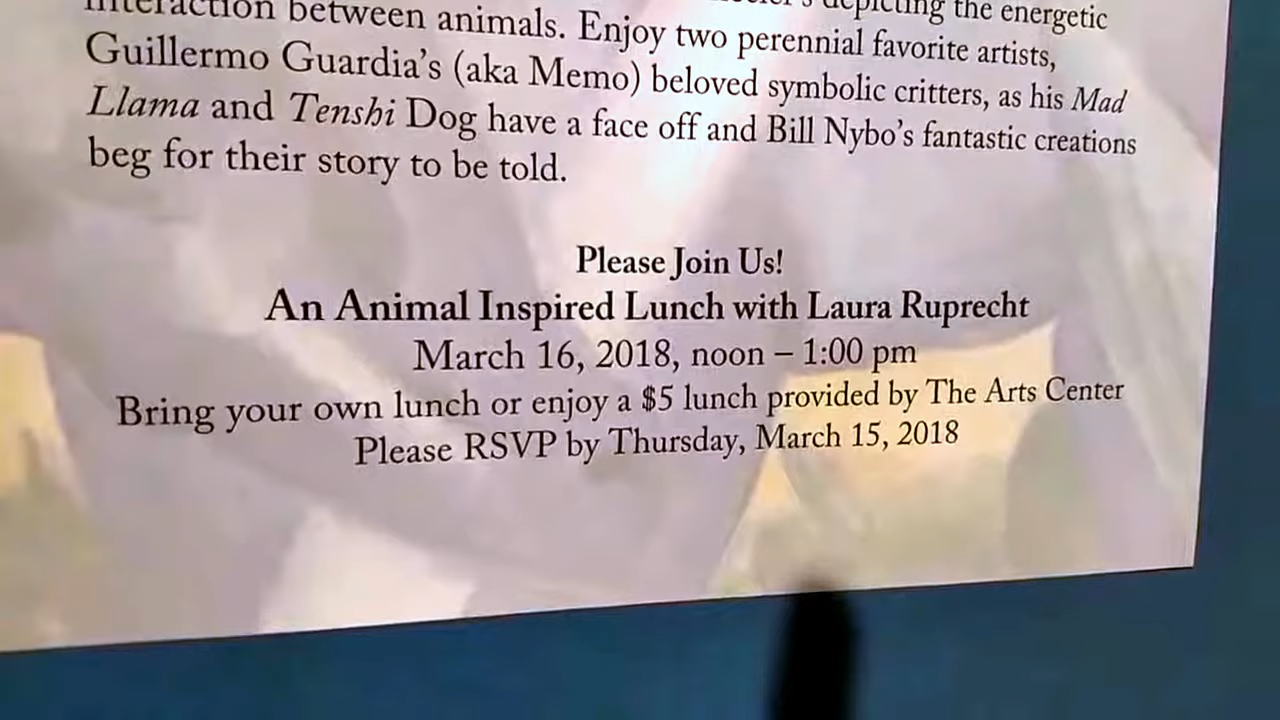 interaction between animals. Enjoy two perennial favorite artists,
depicting the energetic
Guillermo Guardia's (aka Memo) beloved symbolic critters, as his Mad
Llama and Tenshi Dog have a face off and Bill Nybo's fantastic creations
beg for their story to be told.
Please Join Us!
An Animal Inspired Lunch with Laura Ruprecht
March 16, 2018, noon – 1:00 pm
Bring your own lunch or enjoy a $5 lunch provided by The Arts Center
Please RSVP by Thursday, March 15, 2018